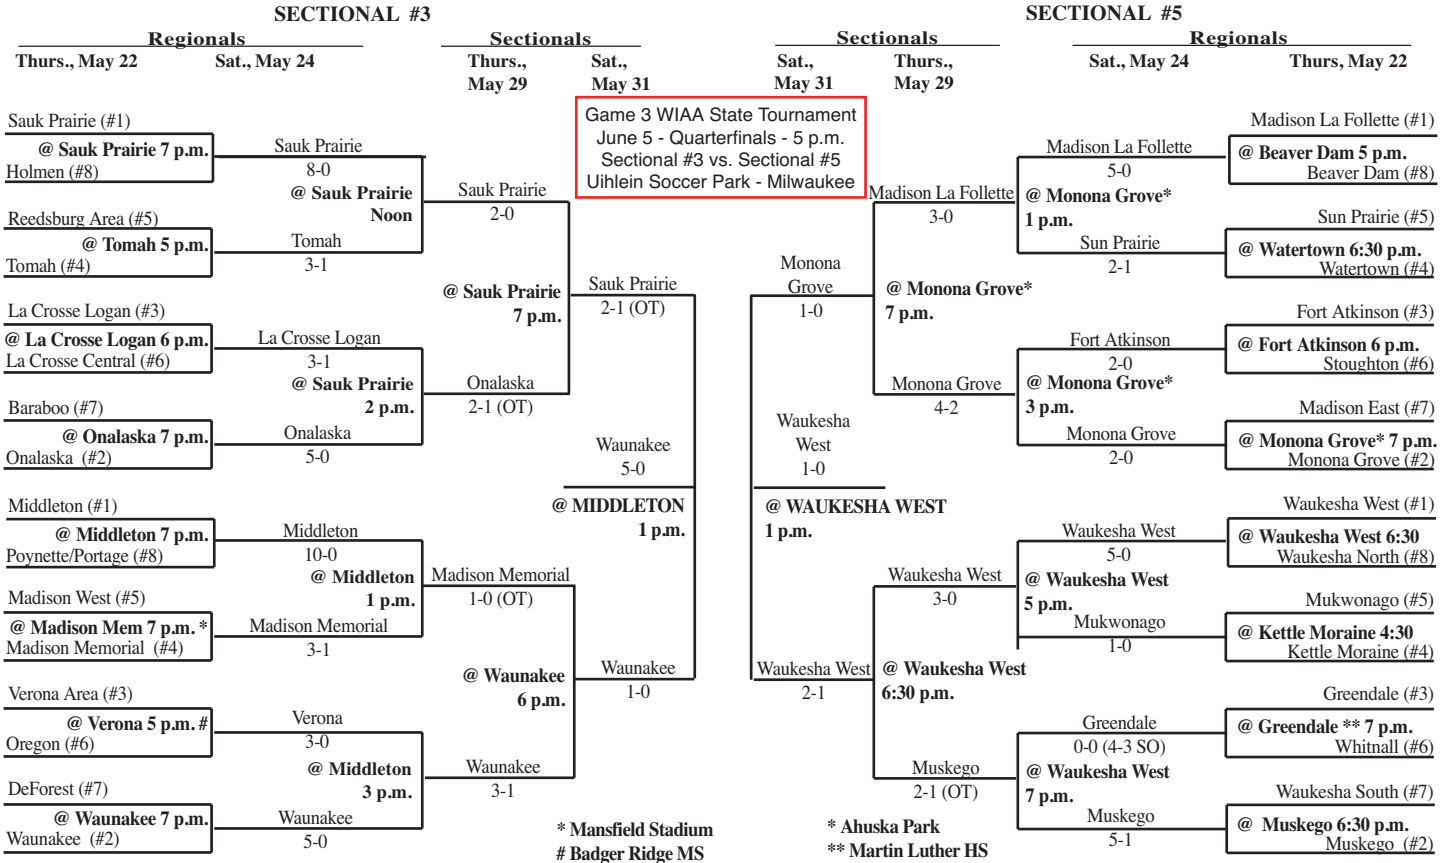 SECTIONAL #3
Regionals
Sectionals
Thurs., May 22
Sat., May 24
Thurs.,
May 29
Sat.,
May 31
Sauk Prairie (#1)
@ Sauk Prairie 7 p.m.
Holmen (#8)
Sauk Prairie
8-0
@ Sauk Prairie
Noon
Reedsburg Area (#5)
@ Tomah 5 p.m.
Tomah (#4)
Tomah
3-1
Sauk Prairie
2-0
La Crosse Logan (#3)
@ La Crosse Logan 6 p.m.
La Crosse Central (#6)
La Crosse Logan
3-1
@ Sauk Prairie
2 p.m.
Baraboo (#7)
@ Onalaska 7 p.m.
Onalaska (#2)
Onalaska
5-0
Onalaska
2-1 (OT)
@ Sauk Prairie
7 p.m.
Sauk Prairie
2-1 (OT)
Middleton (#1)
@ Middleton 7 p.m.
Poynette/Portage (#8)
Middleton
10-0
@ Middleton
1 p.m.
Madison West (#5)
@ Madison Mem 7 p.m. *
Madison Memorial (#4)
Madison Memorial
3-1
Madison Memorial
1-0 (OT)
Verona Area (#3)
@ Verona 5 p.m. #
Oregon (#6)
Verona
3-0
@ Middleton
3 p.m.
DeForest (#7)
@ Waunakee 7 p.m.
Waunakee (#2)
Waunakee
5-0
Waunakee
3-1
@ Waunakee
6 p.m.
Waunakee
1-0
Waunakee
5-0
@ MIDDLETON
1 p.m.
* Mansfield Stadium
# Badger Ridge MS
Game 3 WIAA State Tournament
June 5 - Quarterfinals - 5 p.m.
Sectional #3 vs. Sectional #5
Uihlein Soccer Park - Milwaukee
SECTIONAL #5
Sectionals
Regionals
Sat.,
May 31
Thurs.,
May 29
Sat., May 24
Thurs, May 22
Madison La Follette (#1)
@ Beaver Dam 5 p.m.
Beaver Dam (#8)
Madison La Follette
5-0
@ Monona Grove*
1 p.m.
Sun Prairie (#5)
@ Watertown 6:30 p.m.
Watertown (#4)
Sun Prairie
2-1
Madison La Follette
3-0
Fort Atkinson (#3)
@ Fort Atkinson 6 p.m.
Stoughton (#6)
Fort Atkinson
2-0
@ Monona Grove*
3 p.m.
Madison East (#7)
@ Monona Grove* 7 p.m.
Monona Grove (#2)
Monona Grove
2-0
Monona Grove
4-2
@ Monona Grove*
7 p.m.
Monona
Grove
1-0
Waukesha West (#1)
@ Waukesha West 6:30
Waukesha North (#8)
Waukesha West
5-0
@ Waukesha West
5 p.m.
Mukwonago (#5)
@ Kettle Moraine 4:30
Kettle Moraine (#4)
Mukwonago
1-0
Waukesha West
3-0
Greendale (#3)
@ Greendale ** 7 p.m.
Whitnall (#6)
Greendale
0-0 (4-3 SO)
@ Waukesha West
7 p.m.
Waukesha South (#7)
@ Muskego 6:30 p.m.
Muskego (#2)
Muskego
5-1
Muskego
2-1 (OT)
@ Waukesha West
6:30 p.m.
Waukesha West
2-1
Waukesha
West
1-0
@ WAUKESHA WEST
1 p.m.
* Ahuska Park
** Martin Luther HS